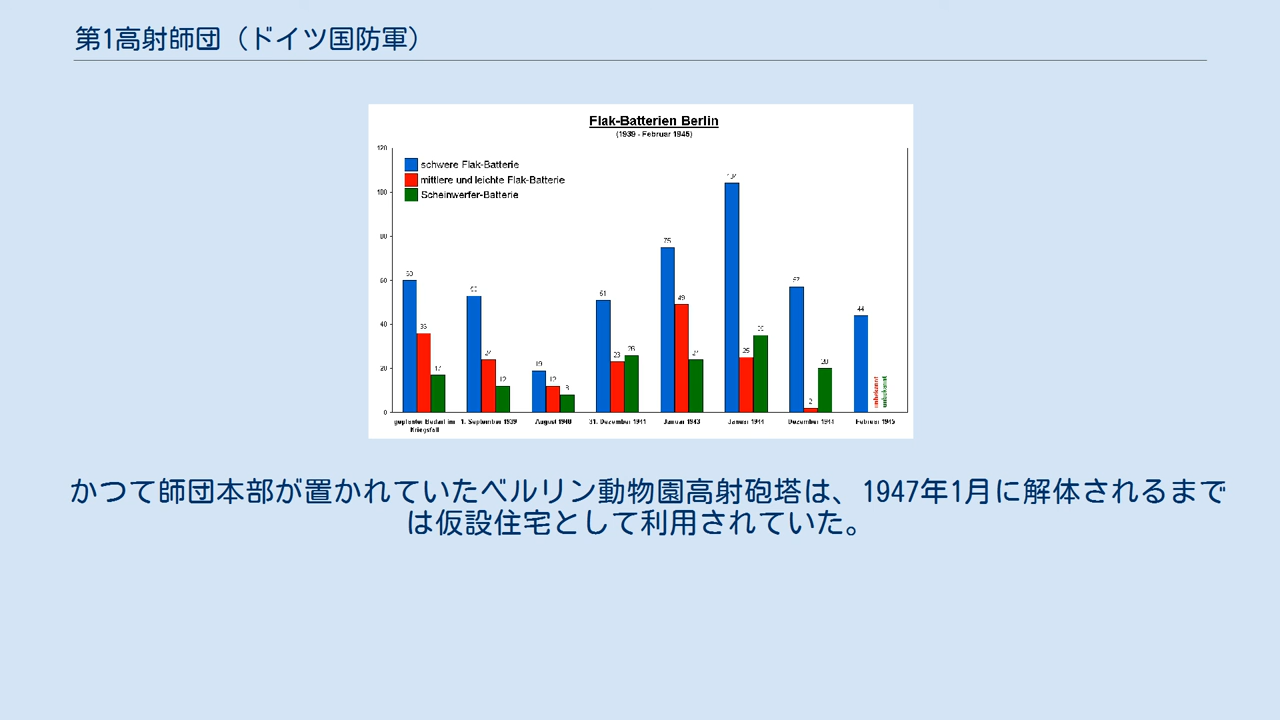 第1高射師団（ドイツ国防軍）
Flak-Batterien Berlin
(1939 - Februar 1945)
schwere Flak-Batterie
mittlere und leichte Flak-Batterie
Scheinwerfer-Batterie
120
100
80
60
40
20
0
60 36 17
53 24 12
19 12 8
51 23 26
75 49 24
104 25 35
57 2 20
44 unbekannt unbekannt
geplanter Bedarf im Kriegsfall
1. September 1939
August 1940
31. Dezember 1941
Januar 1943
Januar 1944
Dezember 1944
Februar 1945
かつて師団本部が置かれていたベルリン動物園高射砲塔は、1947年1月に解体されるまで
は仮設住宅として利用されていた。